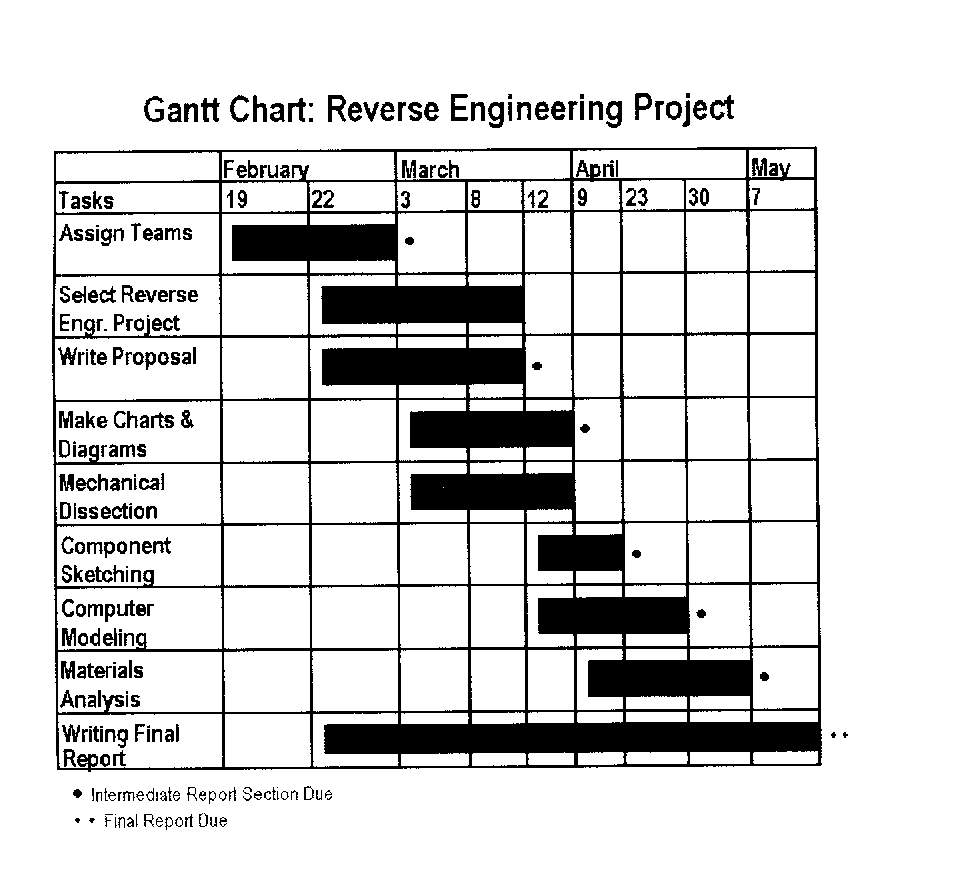 Gantt Chart: Reverse Engineering Project
February March April May
Tasks 19 22 3 8 12 9 23 30 7
Assign Teams
Select Reverse
Engr. Project
Write Proposal
Make Charts &
Diagrams
Mechanical
Dissection
Component
Sketching
Computer
Modeling
Materials
Analysis
Writing Final
Report
• Intermediate Report Section Due
• • Final Report Due